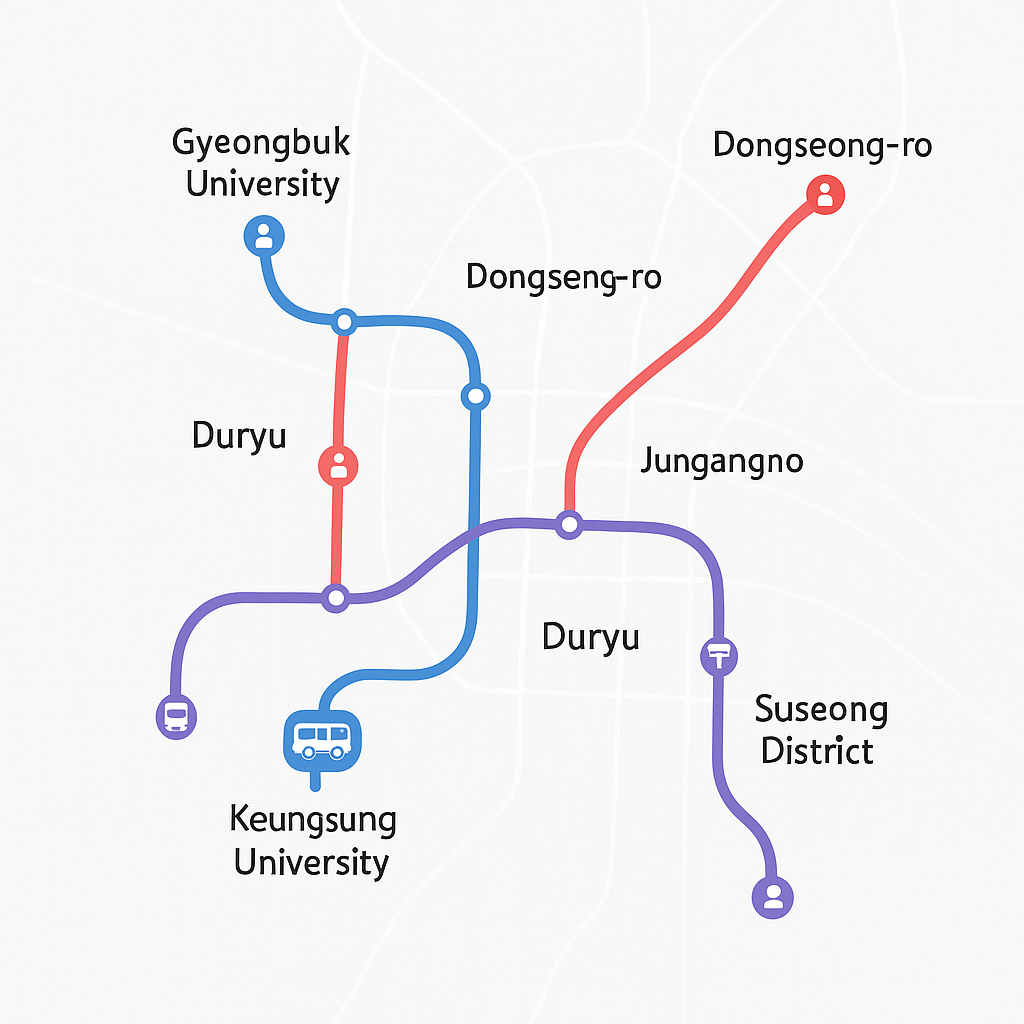 Gyeongbuk
University
Dongseong-ro
Dongseng-ro
Duryu
Jungangno
Duryu
Suseong
District
Keungsung
University